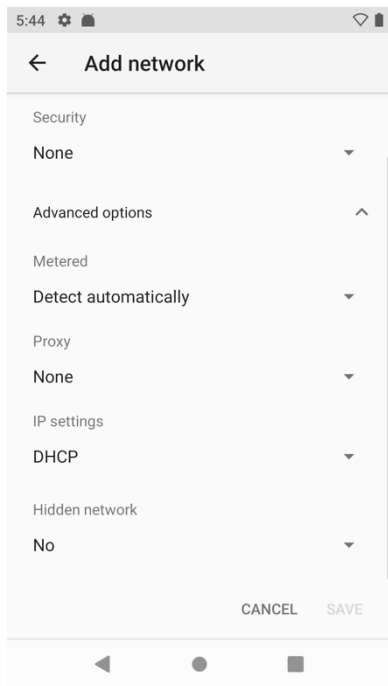 5:44
Add network
Security
None
Advanced options
Metered
Detect automatically
Proxy
None
IP settings
DHCP
Hidden network
No
CANCEL SAVE